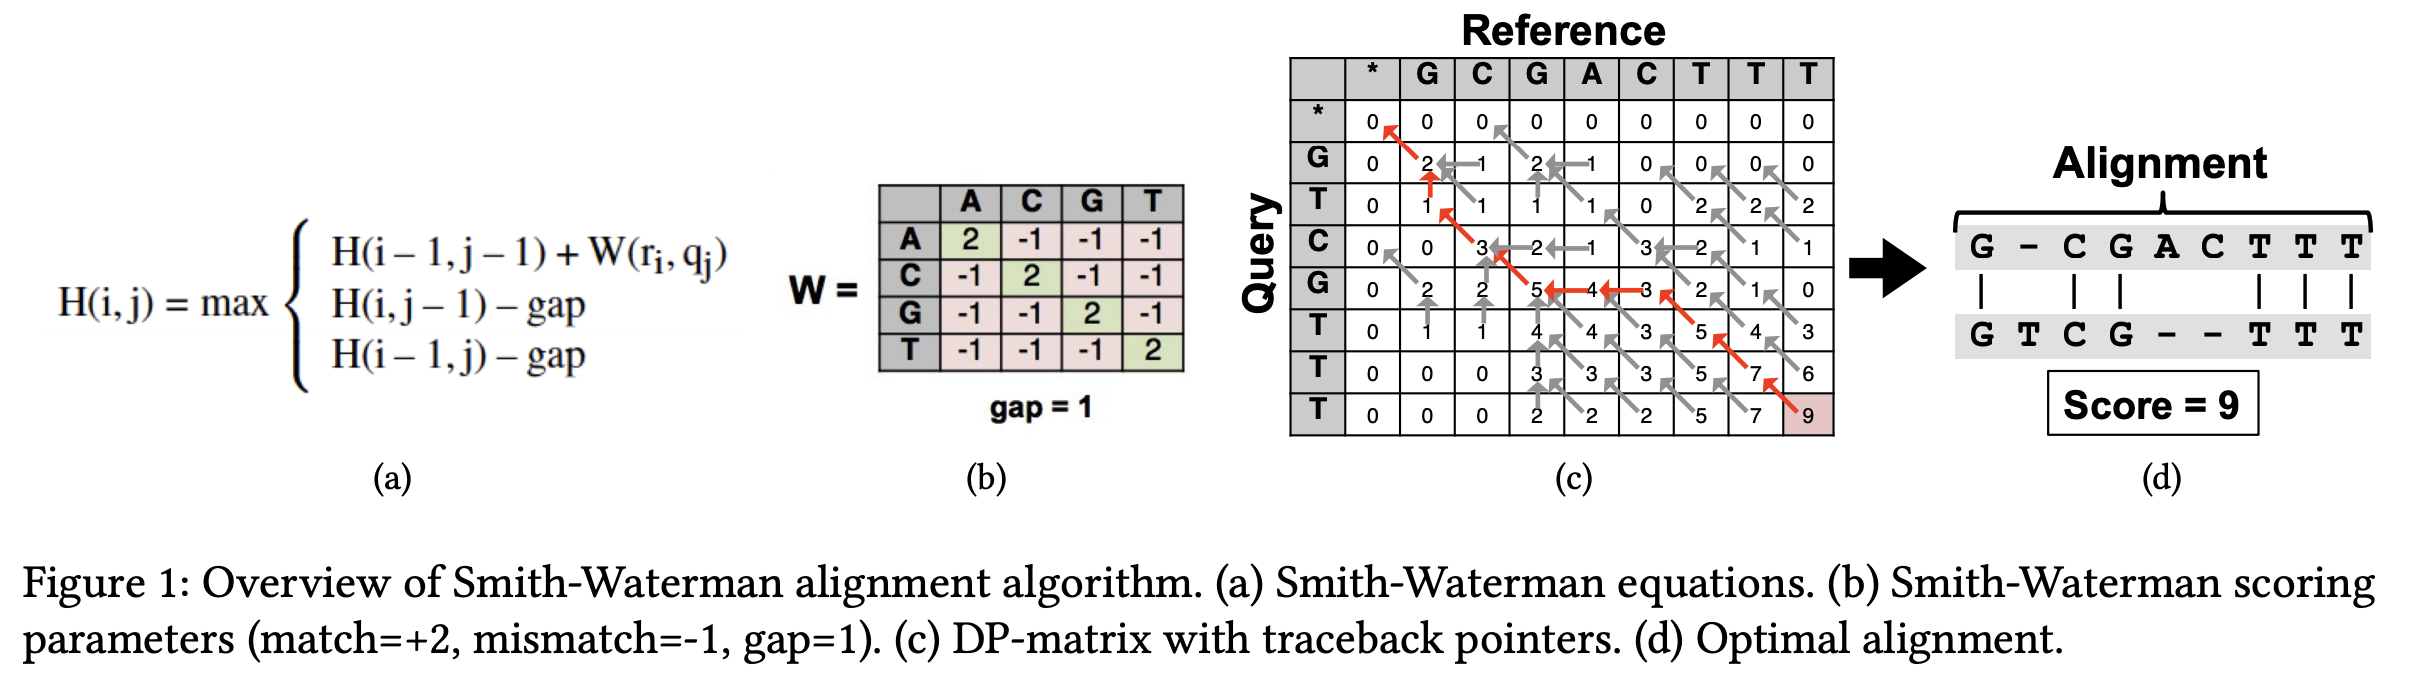 H(i, j) = max
H(i − 1, j − 1) + W(ri, qj)
H(i, j − 1) − gap
H(i − 1, j) − gap
(a)
W =
A C G T
A 2 -1 -1 -1
C -1 2 -1 -1
G -1 -1 2 -1
T -1 -1 -1 2
gap = 1
(b)
Reference
Query
* G C G A C T T T
* 0 0 0 0 0 0 0 0 0
G 0 2 1 2 1 0 0 0 0
T 0 1 1 1 1 0 2 2 2
C 0 0 3 2 1 3 2 1 1
G 0 2 2 5 4 3 2 1 0
T 0 1 1 4 4 3 5 4 3
T 0 0 0 3 3 3 5 7 6
T 0 0 0 2 2 2 5 7 9
(c)
Alignment
G - C G A C T T T
G T C G - - T T T
Score = 9
(d)
Figure 1: Overview of Smith-Waterman alignment algorithm. (a) Smith-Waterman equations. (b) Smith-Waterman scoring
parameters (match=+2, mismatch=-1, gap=1). (c) DP-matrix with traceback pointers. (d) Optimal alignment.